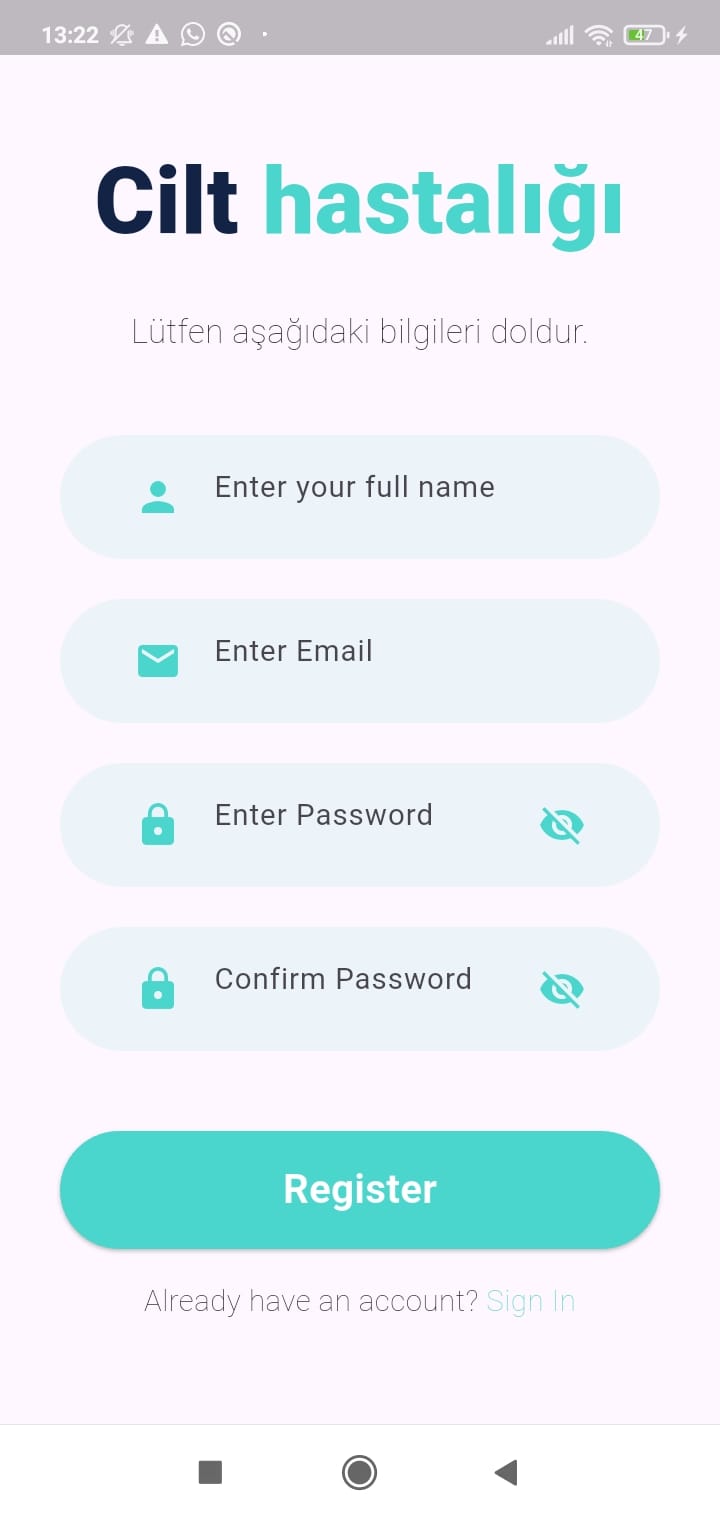 13:22
47
Cilt hastalığı
Lütfen aşağıdaki bilgileri doldur.
Enter your full name
Enter Email
Enter Password
Confirm Password
Register
Already have an account? Sign In